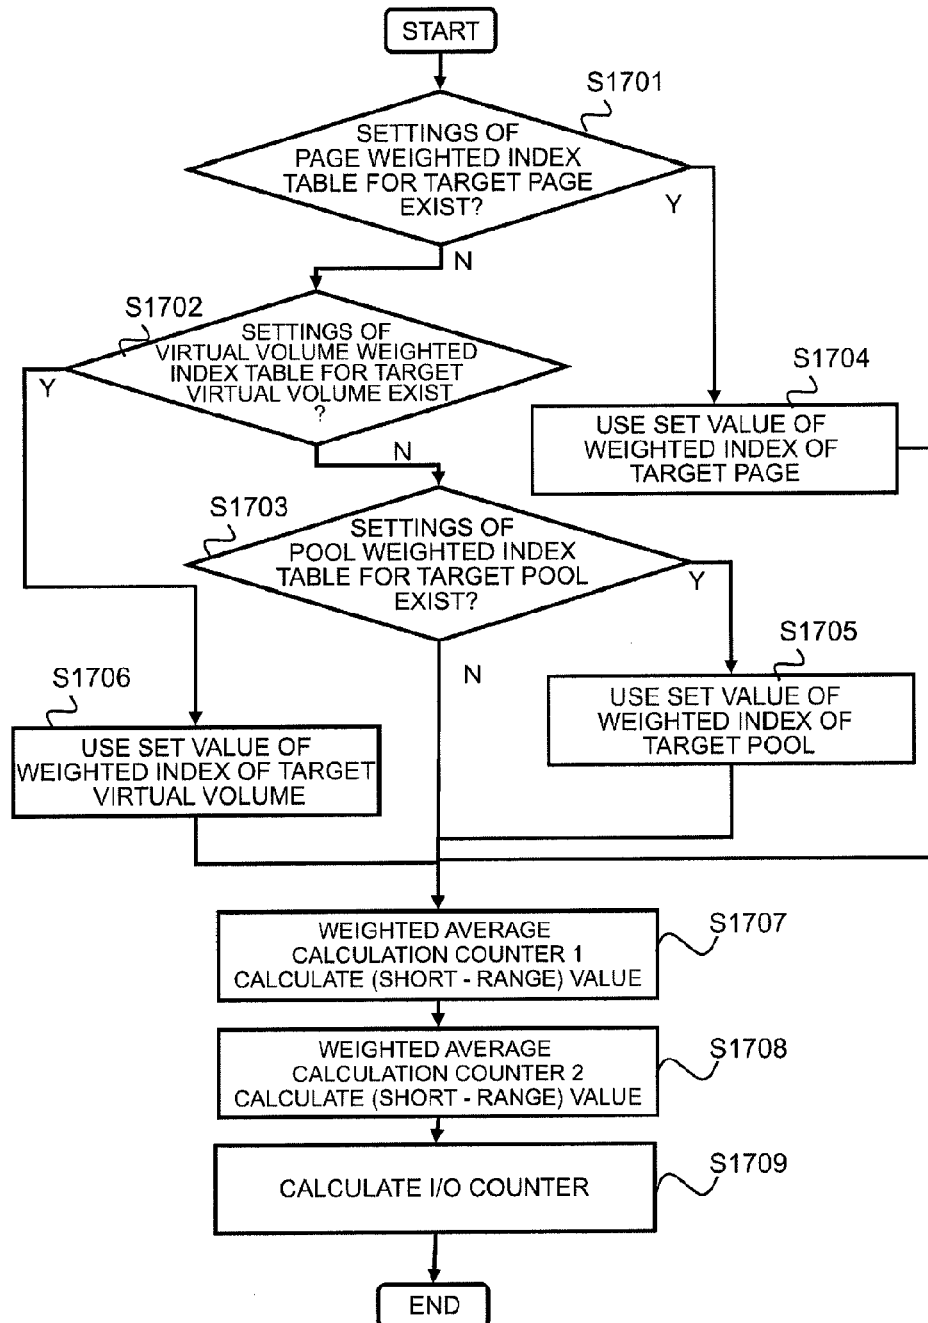 START
S1701
SETTINGS OF
PAGE WEIGHTED INDEX
TABLE FOR TARGET PAGE
EXIST?
Y
N
S1702
SETTINGS OF
VIRTUAL VOLUME WEIGHTED
INDEX TABLE FOR TARGET
VIRTUAL VOLUME EXIST
?
Y
N
S1704
USE SET VALUE OF
WEIGHTED INDEX OF
TARGET PAGE
S1703
SETTINGS OF
POOL WEIGHTED INDEX
TABLE FOR TARGET POOL
EXIST?
Y
N
S1705
USE SET VALUE OF
WEIGHTED INDEX OF
TARGET POOL
S1706
USE SET VALUE OF
WEIGHTED INDEX OF TARGET
VIRTUAL VOLUME
WEIGHTED AVERAGE
CALCULATION COUNTER 1
CALCULATE (SHORT - RANGE) VALUE
S1707
WEIGHTED AVERAGE
CALCULATION COUNTER 2
CALCULATE (SHORT - RANGE) VALUE
S1708
CALCULATE I/O COUNTER
S1709
END